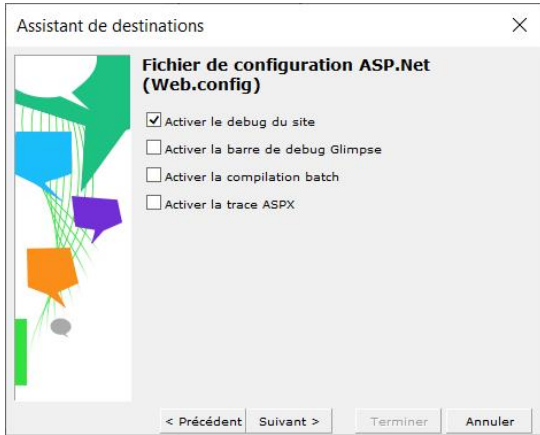 Assistant de destinations
Fichier de configuration ASP.Net
(Web.config)
Activer le debug du site
Activer la barre de debug Glimpse
Activer la compilation batch
Activer la trace ASPX
< Précédent Suivant > Terminer Annuler